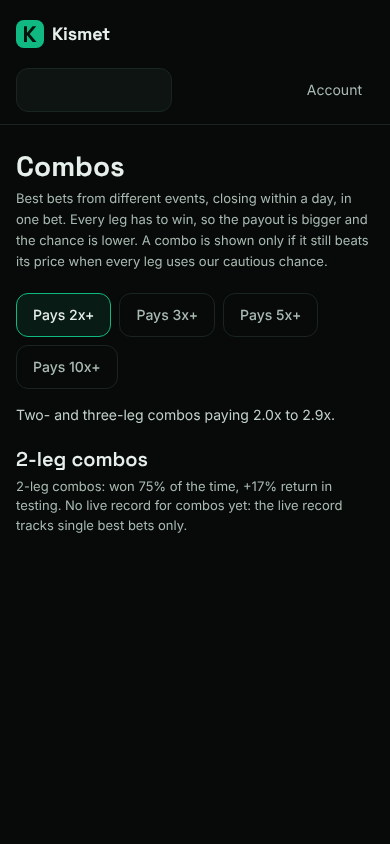 Kismet
Account
Combos
Best bets from different events, closing within a day, in
one bet. Every leg has to win, so the payout is bigger and
the chance is lower. A combo is shown only if it still beats
its price when every leg uses our cautious chance.
Pays 2x+ Pays 3x+ Pays 5x+
Pays 10x+
Two- and three-leg combos paying 2.0x to 2.9x.
2-leg combos
2-leg combos: won 75% of the time, +17% return in
testing. No live record for combos yet: the live record
tracks single best bets only.